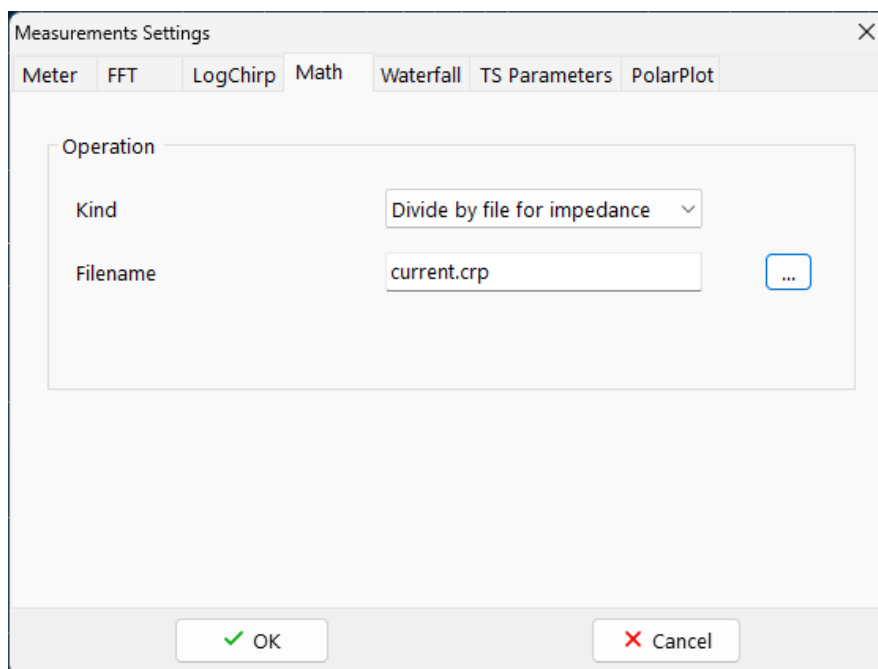 Measurements Settings
Meter FFT LogChirp Math Waterfall TS Parameters PolarPlot
Operation
Kind Divide by file for impedance
Filename current.crp ...
OK Cancel